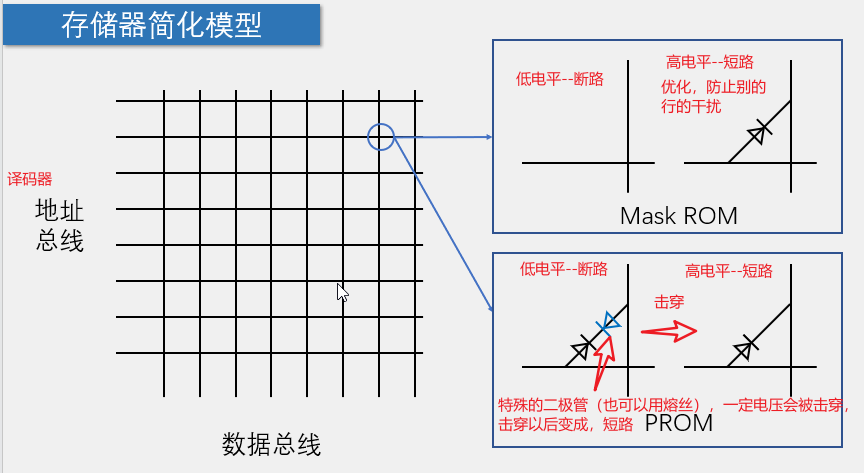 存储器简化模型
译码器
地址
总线
数据总线
低电平--断路
高电平--短路
优化，防止别的
行的干扰
Mask ROM
低电平--断路
高电平--短路
击穿
特殊的二极管（也可以用熔丝），一定电压会被击穿，
击穿以后变成，短路
PROM